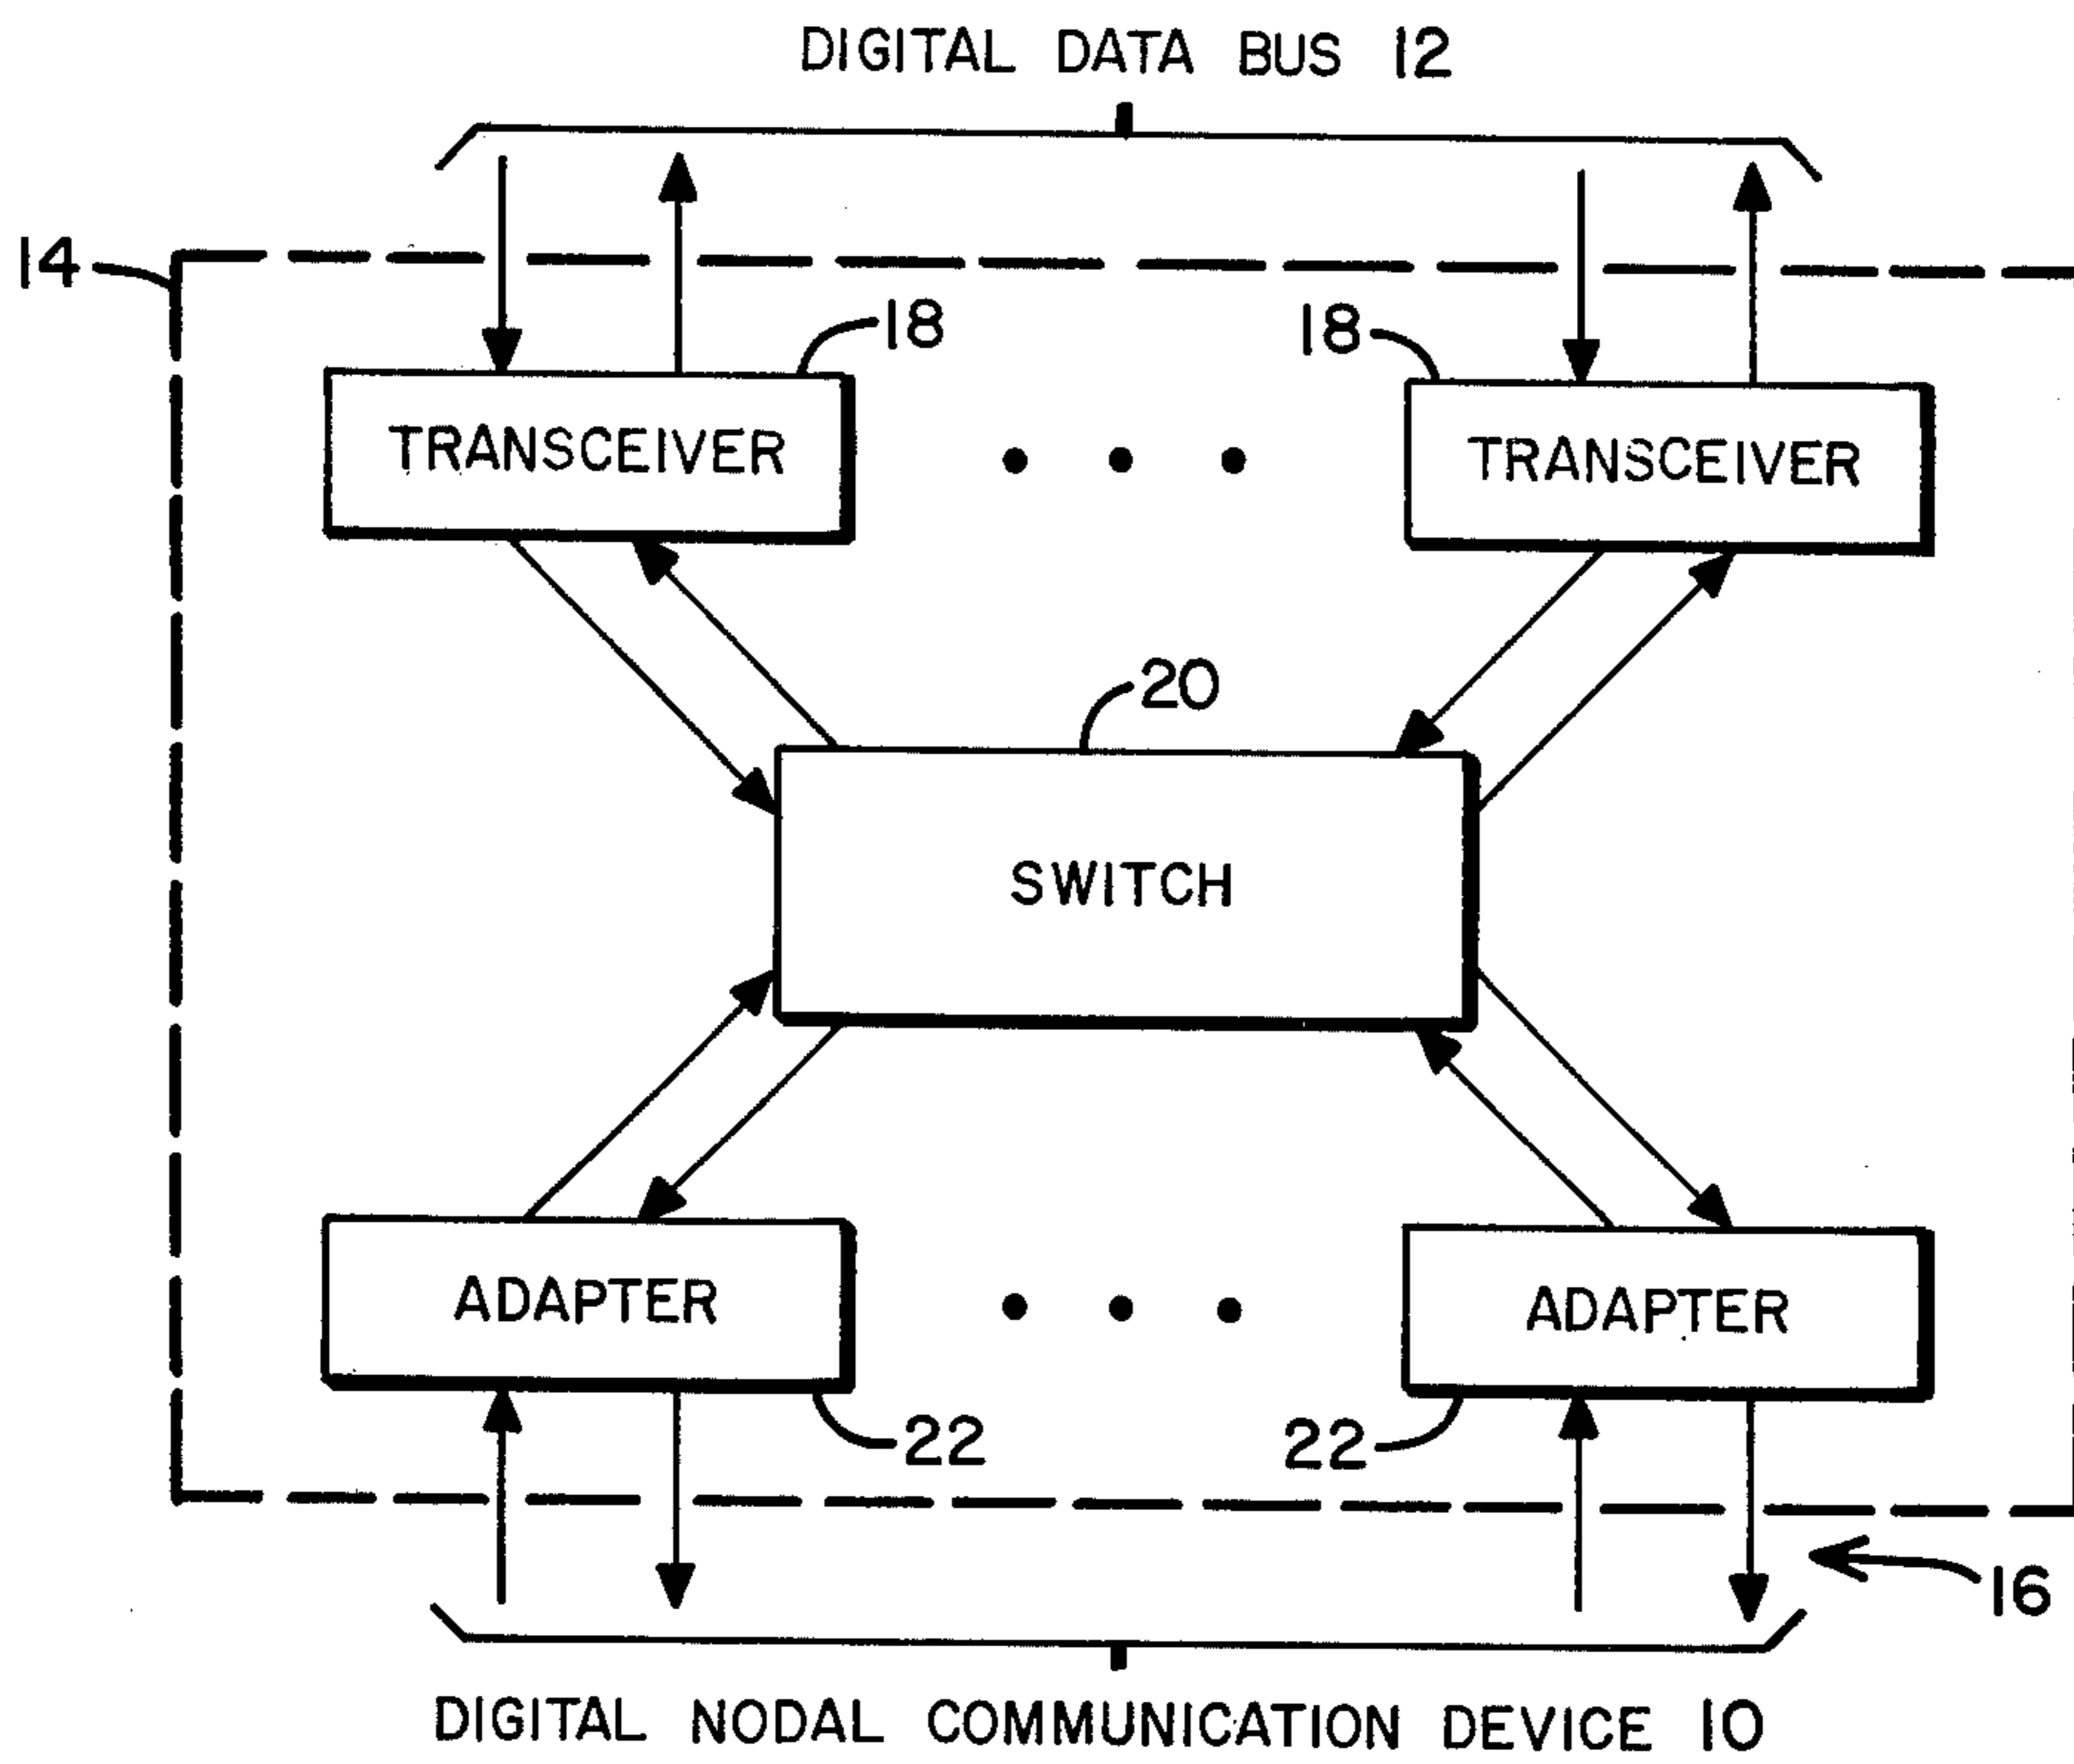 DIGITAL DATA BUS 12
14
18
18
TRANSCEIVER
TRANSCEIVER
20
SWITCH
ADAPTER
ADAPTER
22
22
16
DIGITAL NODAL COMMUNICATION DEVICE 10